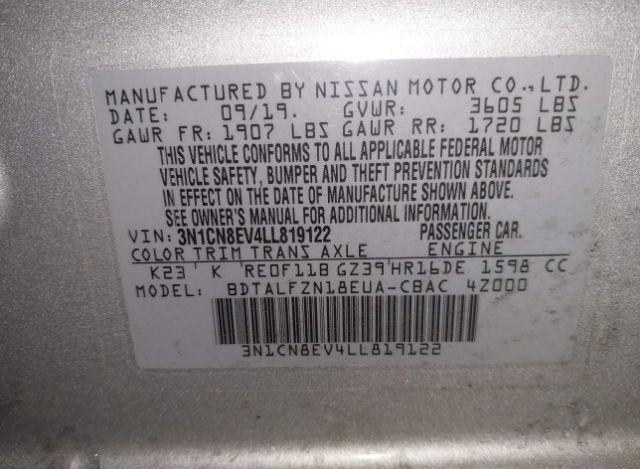 MANUFACTURED BY NISSAN MOTOR CO., LTD.
DATE: 09/19. GVWR: 3605 LBS
GAWR FR: 1907 LBS GAWR RR: 1720 LBS
THIS VEHICLE CONFORMS TO ALL APPLICABLE FEDERAL MOTOR
VEHICLE SAFETY, BUMPER AND THEFT PREVENTION STANDARDS
IN EFFECT ON THE DATE OF MANUFACTURE SHOWN ABOVE.
SEE OWNER'S MANUAL FOR ADDITIONAL INFORMATION.
VIN: 3N1CN8EV4LL819122 PASSENGER CAR.
COLOR TRIM TRANS AXLE ENGINE
K23 K RE0F11B GZ39 HR16DE 1598 CC
MODEL: BDTALFZN18EUA-CBAC 4Z000
3N1CN8EV4LL819122